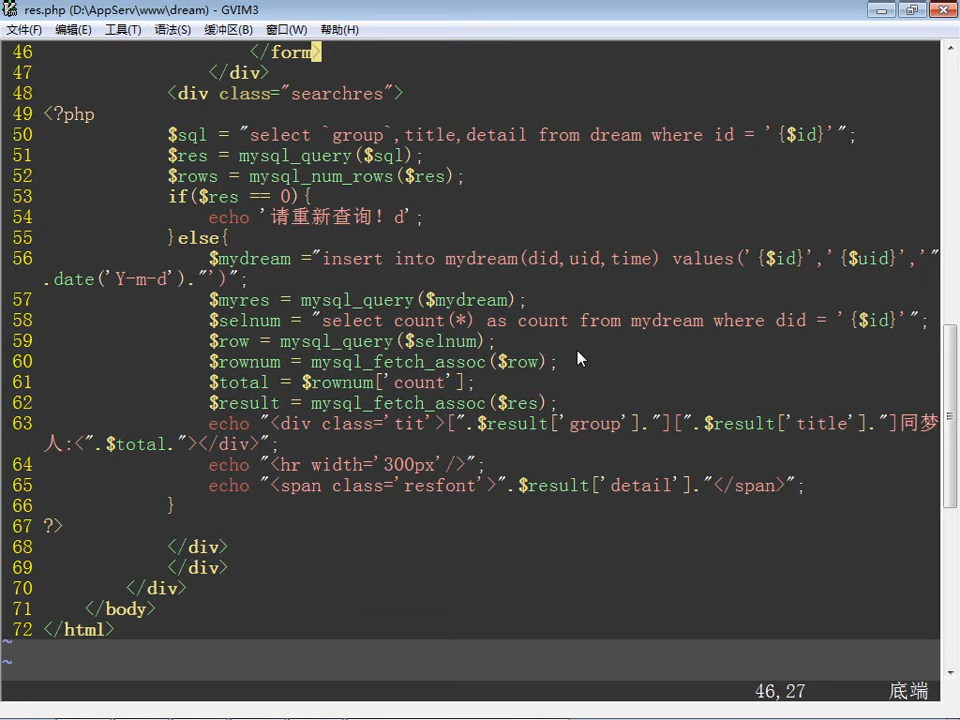 res.php (D:\AppServ\www\dream) - GVIM3
文件(F) 编辑(E) 工具(T) 语法(S) 缓冲区(B) 窗口(W) 帮助(H)
46                     </form>
47                 </div>
48             <div class="searchres">
49 <?php
50             $sql = "select `group`,title,detail from dream where id = '{$id}'";
51             $res = mysql_query($sql);
52             $rows = mysql_num_rows($res);
53             if($res == 0){
54                 echo '请重新查询! d';
55             }else{
56                 $mydream ="insert into mydream(did,uid,time) values('{$id}','{$uid}','"
.date('Y-m-d')."')";
57                 $myres = mysql_query($mydream);
58                 $selnum = "select count(*) as count from mydream where did = '{$id}'";
59                 $row = mysql_query($selnum);
60                 $rownum = mysql_fetch_assoc($row);
61                 $total = $rownum['count'];
62                 $result = mysql_fetch_assoc($res);
63                 echo "<div class='tit'>[".$result['group']."][".$result['title']."]同梦
人:<".$total."></div>";
64                 echo "<hr width='300px'/>";
65                 echo "<span class='resfont'>".$result['detail']."</span>";
66             }
67 ?>
68             </div>
69             </div>
70         </div>
71     </body>
72 </html>
~
~
46,27 底端